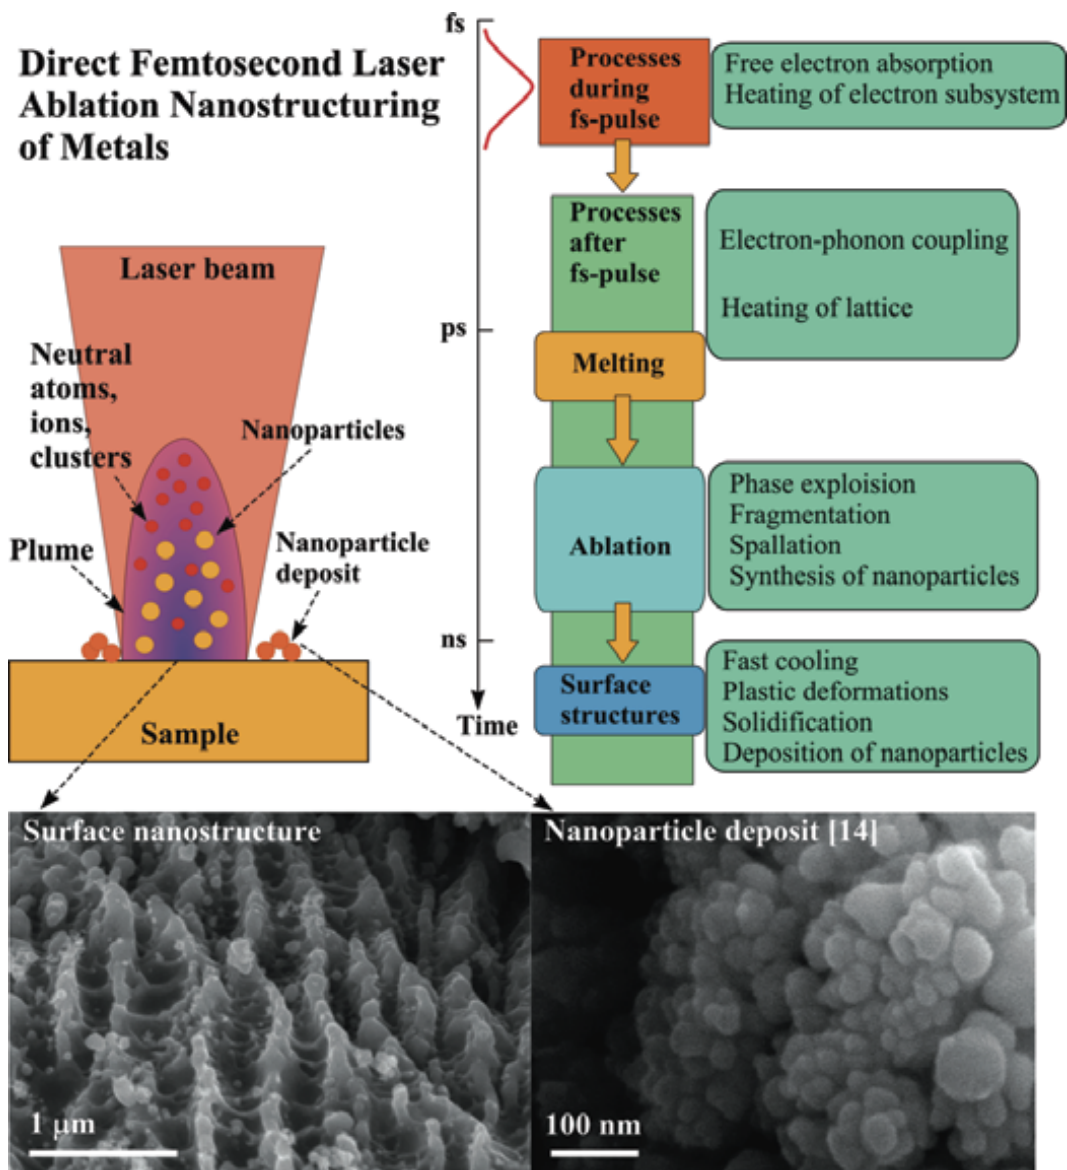 Direct Femtosecond Laser
Ablation Nanostructuring
of Metals
fs
Processes
during
fs-pulse
Free electron absorption
Heating of electron subsystem
Processes
after
fs-pulse
Electron-phonon coupling
Heating of lattice
ps
Melting
Ablation
Phase exploision
Fragmentation
Spallation
Synthesis of nanoparticles
ns
Time
Surface
structures
Fast cooling
Plastic deformations
Solidification
Deposition of nanoparticles
Laser beam
Neutral
atoms,
ions,
clusters
Nanoparticles
Plume
Nanoparticle
deposit
Sample
Surface nanostructure
1 μm
Nanoparticle deposit [14]
100 nm